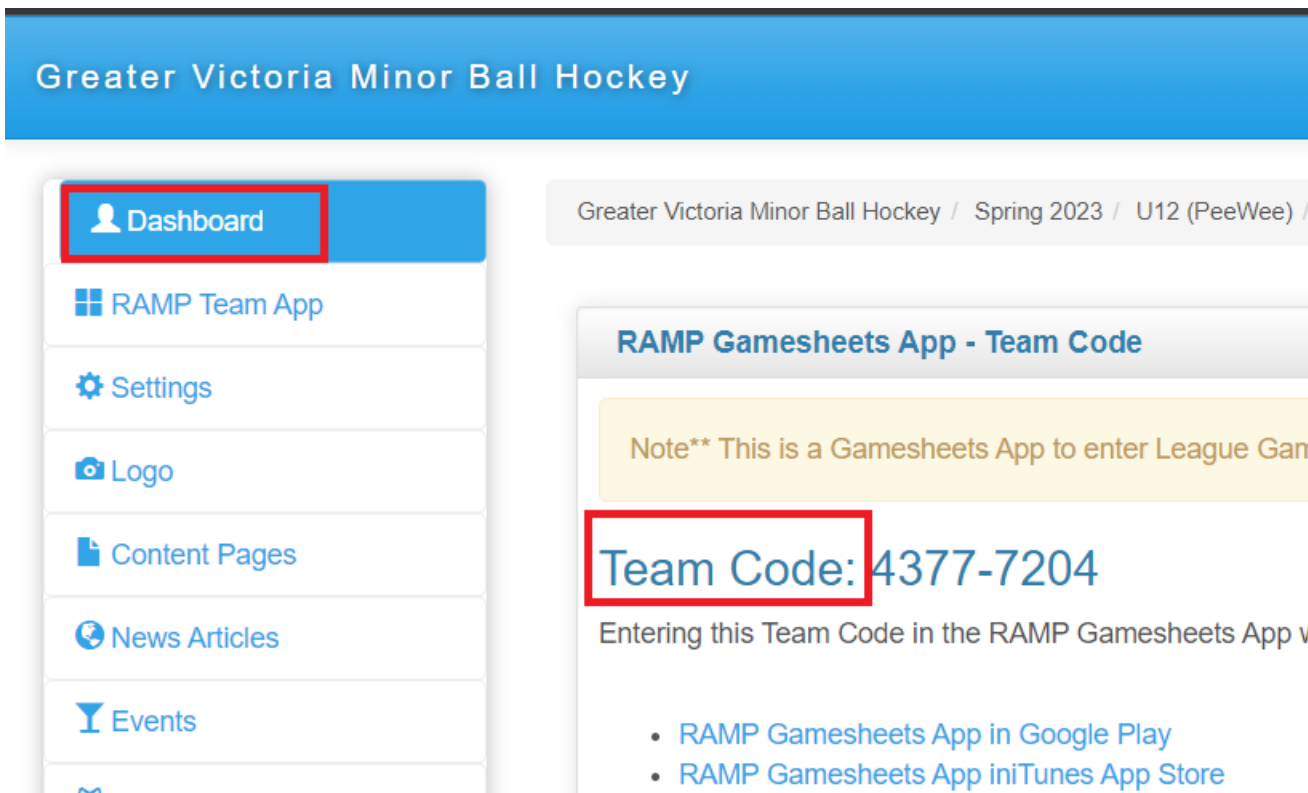 Greater Victoria Minor Ball Hockey
Dashboard
RAMP Team App
Settings
Logo
Content Pages
News Articles
Events
Greater Victoria Minor Ball Hockey / Spring 2023 / U12 (PeeWee) /
RAMP Gamesheets App - Team Code
Note** This is a Gamesheets App to enter League
Team Code: 4377-7204
Entering this Team Code in the RAMP Gamesheets App
RAMP Gamesheets App in Google Play
RAMP Gamesheets App iniTunes App Store